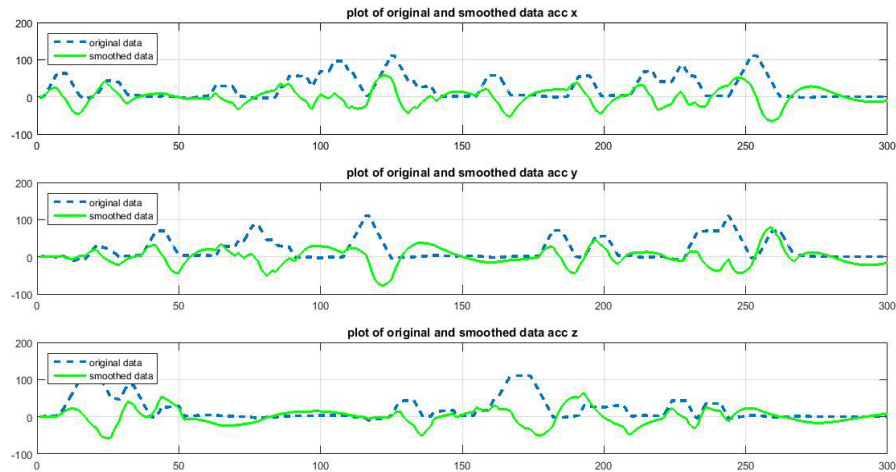 plot of original and smoothed data acc x
200
100
0
-100
original data
smoothed data
0 50 100 150 200 250 300
plot of original and smoothed data acc y
200
100
0
-100
original data
smoothed data
0 50 100 150 200 250 300
plot of original and smoothed data acc z
200
100
0
-100
original data
smoothed data
0 50 100 150 200 250 300